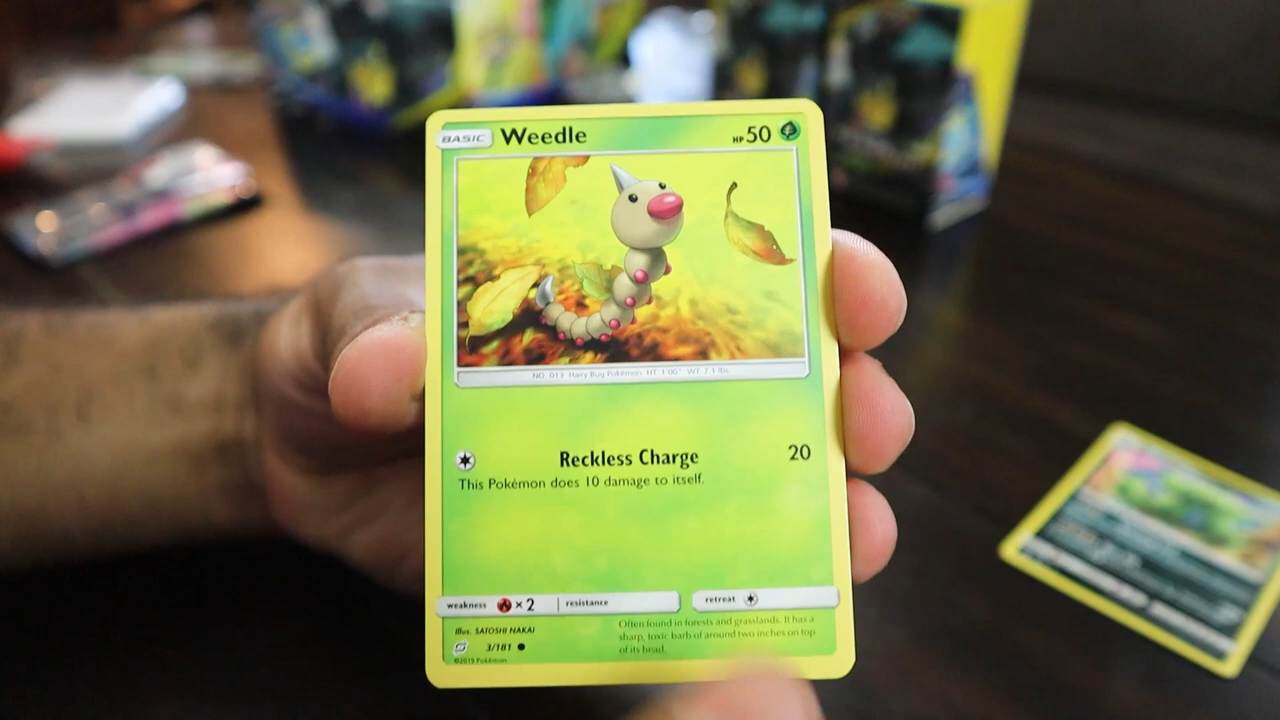 BASIC Weedle HP 50
NO. 013 Hairy Bug Pokémon HT: 1'00" WT: 7.1 lbs.
Reckless Charge 20
This Pokémon does 10 damage to itself.
weakness ×2 resistance retreat
Illus. SATOSHI NAKAI
3/181
©2019 Pokémon
Often found in forests and grasslands. It has a
sharp, toxic barb of around two inches on top
of its head.